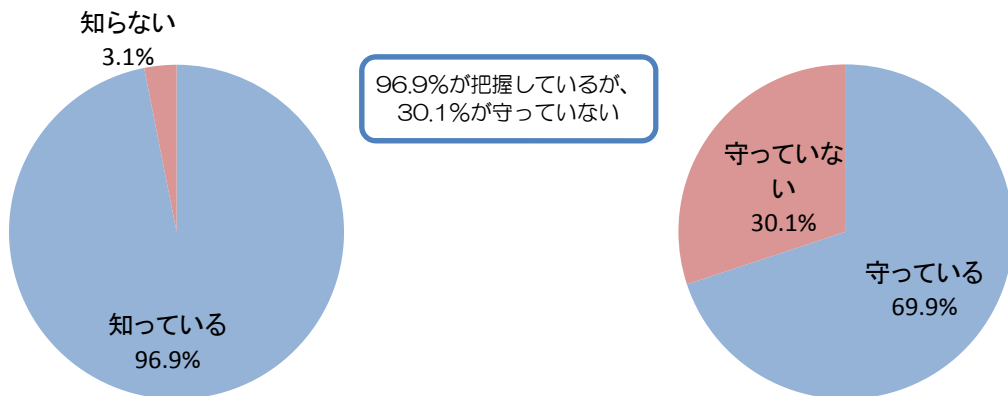 知らない
3.1%
96.9%が把握しているが、
30.1%が守っていない
知っている
96.9%
守っていな
い
30.1%
守っている
69.9%